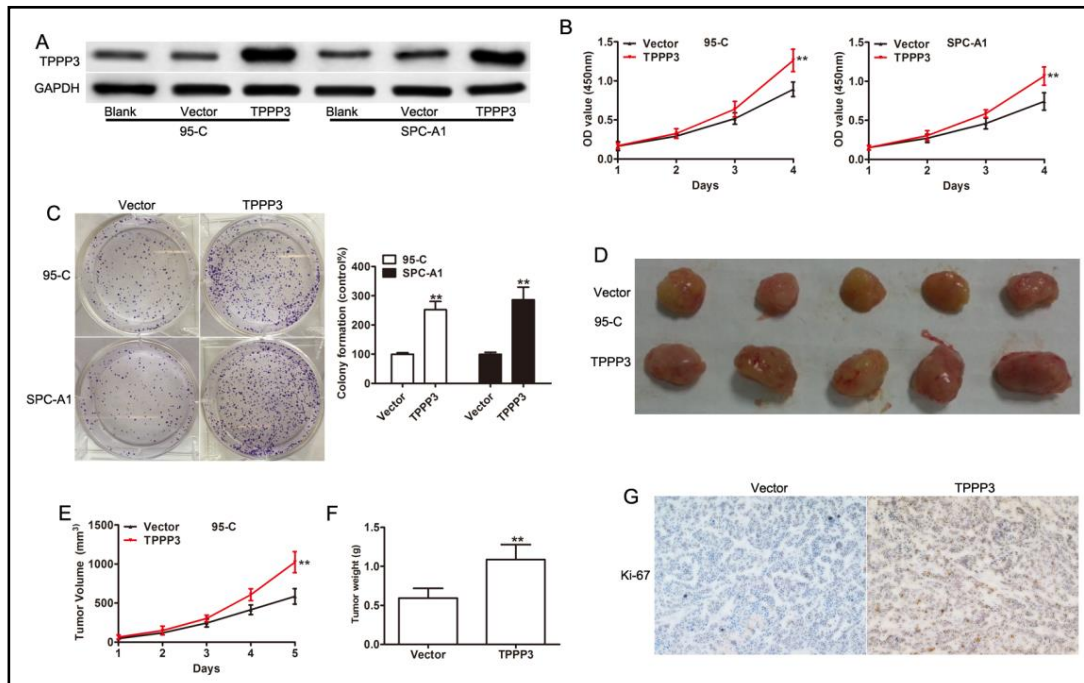 A
TPPP3
GAPDH
Blank Vector TPPP3 Blank Vector TPPP3
95-C SPC-A1
B
Vector 95-C
TPPP3
OD value (450nm)
1.5
1.0
0.5
0.0
**
1 2 3 4
Days
Vector SPC-A1
TPPP3
OD value (450nm)
1.5
1.0
0.5
0.0
**
1 2 3 4
Days
C
Vector TPPP3
95-C
SPC-A1
95-C
SPC-A1
Colony formation (control%)
400
300
200
100
0
** **
Vector TPPP3 Vector TPPP3
D
Vector
95-C
TPPP3
E
Vector 95-C
TPPP3
Tumor Volume (mm³)
1500
1000
500
0
**
1 2 3 4 5
Days
F
Tumor weight (g)
1.5
1.0
0.5
0.0
**
Vector TPPP3
G
Vector TPPP3
Ki-67